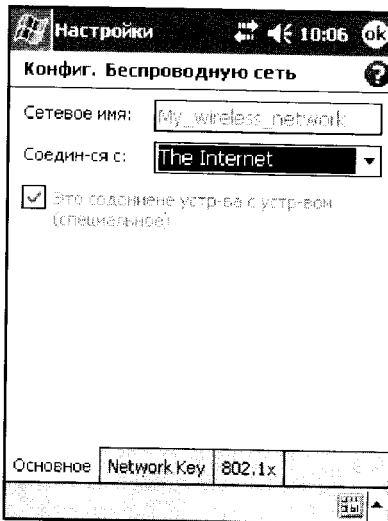 Настройки 10:06 ok
Конфиг. Беспроводную сеть ?
Сетевое имя: My_wireless_network
Соедин-ся с: The Internet
Это содениене устр-ва с устр-вом
(специальное)
Основное Network Key 802.1x